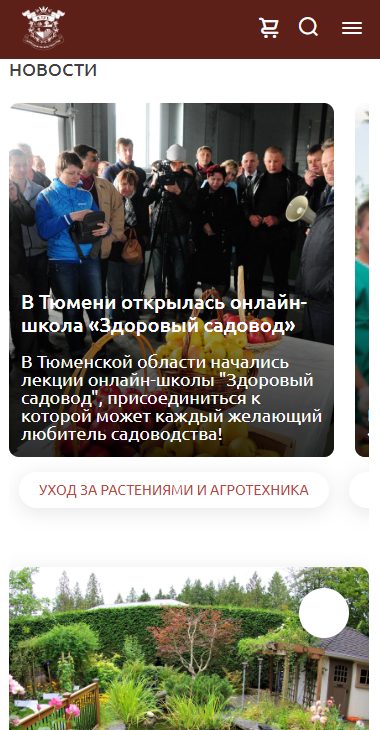 НОВОСТИ
В Тюмени открылась онлайн-
школа «Здоровый садовод»
В Тюменской области начались
лекции онлайн-школы "Здоровый
садовод", присоединиться к
которой может каждый желающий
любитель садоводства!
УХОД ЗА РАСТЕНИЯМИ И АГРОТЕХНИКА